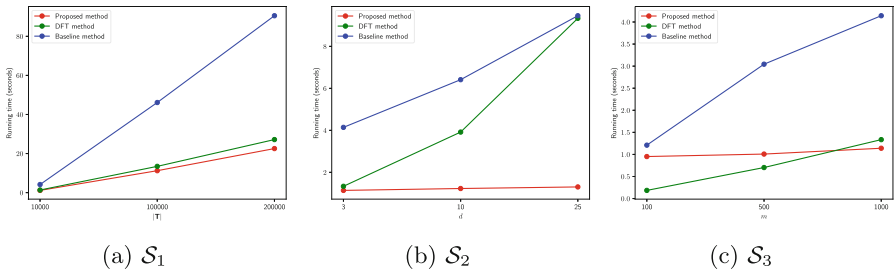 Proposed method
DFT method
Baseline method
Running time (seconds)
80
60
40
20
0
10000
100000
200000
|T|
(a) S₁
Proposed method
DFT method
Baseline method
Running time (seconds)
8
6
4
2
3
10
25
d
(b) S₂
Proposed method
DFT method
Baseline method
Running time (seconds)
4.0
3.5
3.0
2.5
2.0
1.5
1.0
0.5
0.0
100
500
1000
m
(c) S₃